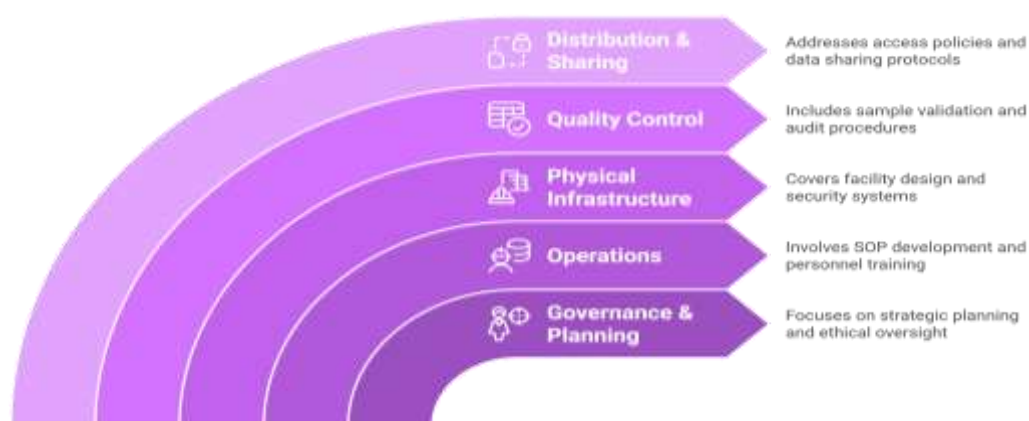 Distribution &
Sharing
Addresses access policies and
data sharing protocols
Quality Control
Includes sample validation and
audit procedures
Physical
Infrastructure
Covers facility design and
security systems
Operations
Involves SOP development and
personnel training
Governance &
Planning
Focuses on strategic planning
and ethical oversight